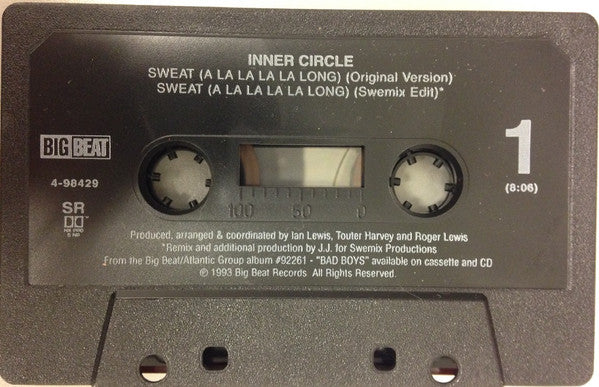 INNER CIRCLE
SWEAT (A LA LA LA LA LONG) (Original Version)
SWEAT (A LA LA LA LA LONG) (Swemix Edit)*
BIG BEAT
1
4-98429
(8:06)
SR
100 50 0
Produced, arranged & coordinated by Ian Lewis, Touter Harvey and Roger Lewis
*Remix and additional production by J.J. for Swemix Productions
From the Big Beat/Atlantic Group album #92261 - "BAD BOYS" available on cassette and CD
© 1993 Big Beat Records All Rights Reserved.